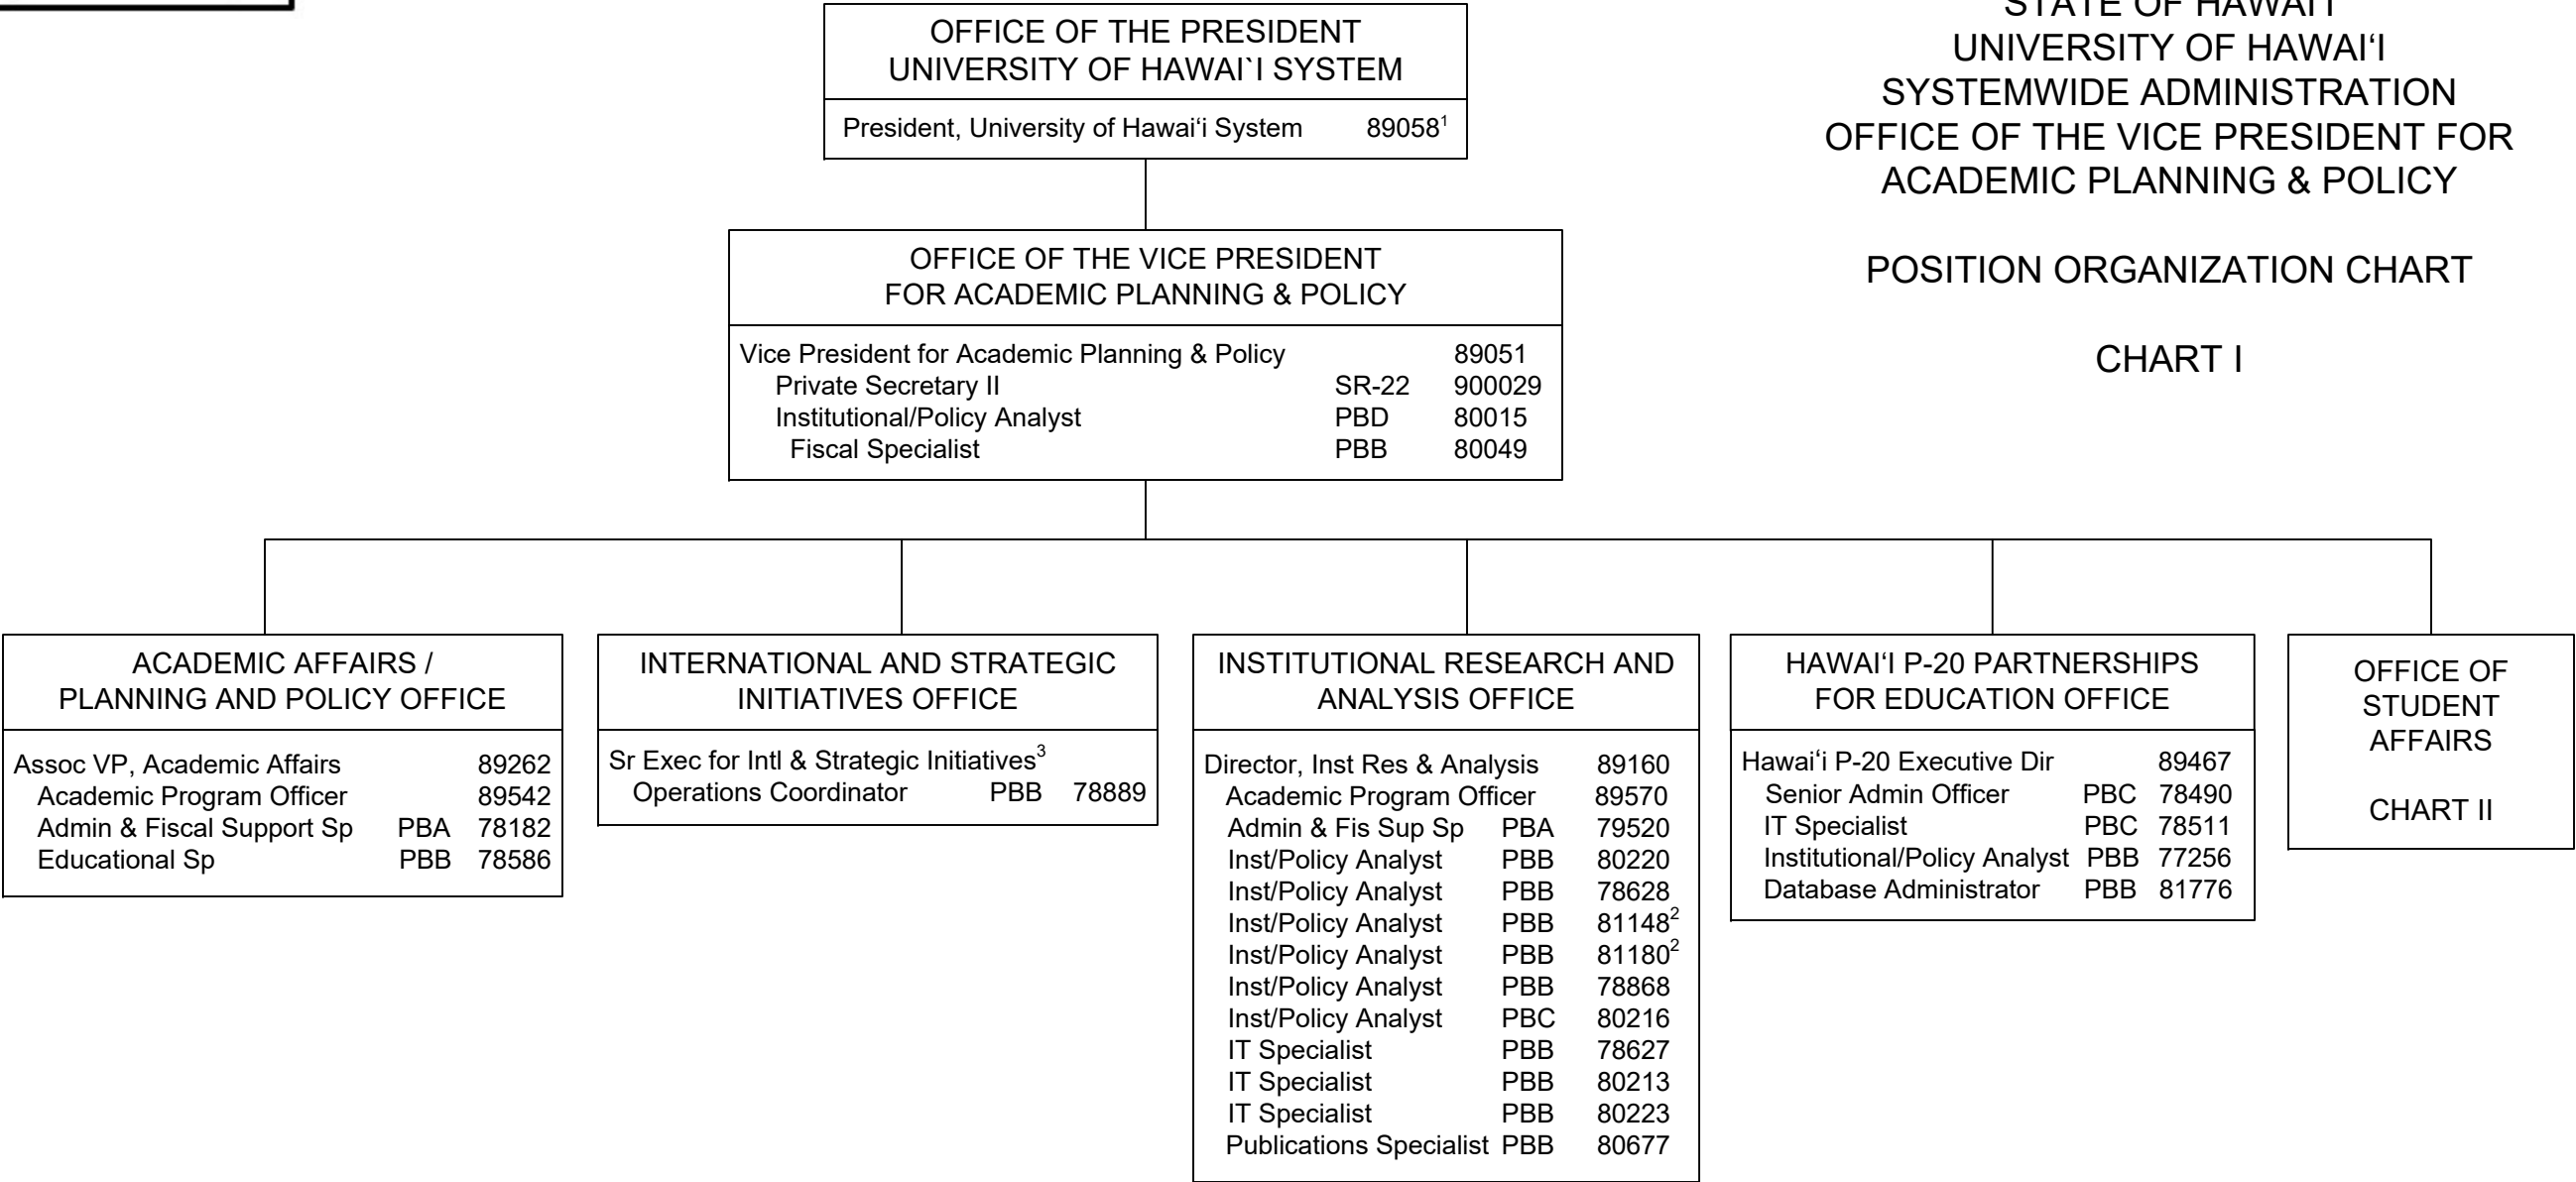 STATE OF HAWAI'I
UNIVERSITY OF HAWAI‘I
SYSTEMWIDE ADMINISTRATION
OFFICE OF THE VICE PRESIDENT FOR
ACADEMIC PLANNING & POLICY
POSITION ORGANIZATION CHART
CHART I
OFFICE OF THE PRESIDENT
UNIVERSITY OF HAWAI`I SYSTEM
President, University of Hawai‘i System 89058¹
OFFICE OF THE VICE PRESIDENT
FOR ACADEMIC PLANNING & POLICY
Vice President for Academic Planning & Policy 89051
Private Secretary II SR-22 900029
Institutional/Policy Analyst PBD 80015
Fiscal Specialist PBB 80049
ACADEMIC AFFAIRS /
PLANNING AND POLICY OFFICE
Assoc VP, Academic Affairs 89262
Academic Program Officer 89542
Admin & Fiscal Support Sp PBA 78182
Educational Sp PBB 78586
INTERNATIONAL AND STRATEGIC
INITIATIVES OFFICE
Sr Exec for Intl & Strategic Initiatives³
Operations Coordinator PBB 78889
INSTITUTIONAL RESEARCH AND
ANALYSIS OFFICE
Director, Inst Res & Analysis 89160
Academic Program Officer 89570
Admin & Fis Sup Sp PBA 79520
Inst/Policy Analyst PBB 80220
Inst/Policy Analyst PBB 78628
Inst/Policy Analyst PBB 81148²
Inst/Policy Analyst PBB 81180²
Inst/Policy Analyst PBB 78868
Inst/Policy Analyst PBC 80216
IT Specialist PBB 78627
IT Specialist PBB 80213
IT Specialist PBB 80223
Publications Specialist PBB 80677
HAWAI‘I P-20 PARTNERSHIPS
FOR EDUCATION OFFICE
Hawai‘i P-20 Executive Dir 89467
Senior Admin Officer PBC 78490
IT Specialist PBC 78511
Institutional/Policy Analyst PBB 77256
Database Administrator PBB 81776
OFFICE OF
STUDENT
AFFAIRS
CHART II